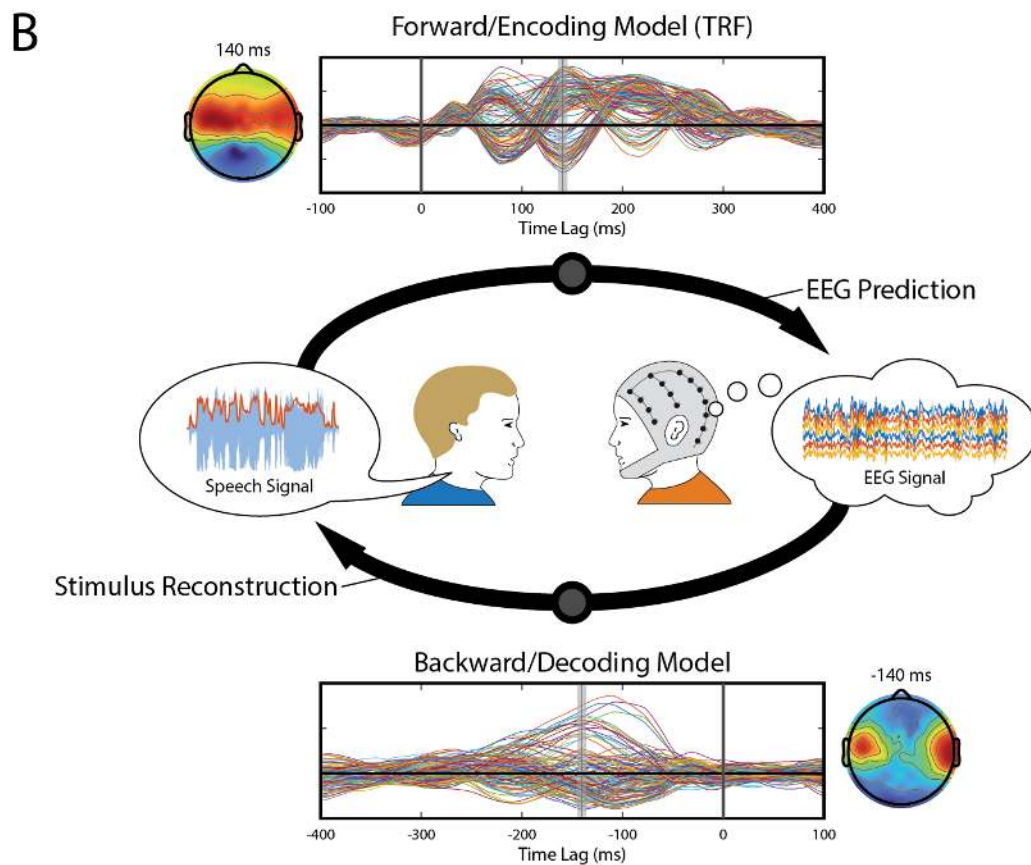 B
Forward/Encoding Model (TRF)
140 ms
-100 0 100 200 300 400
Time Lag (ms)
EEG Prediction
Speech Signal
EEG Signal
Stimulus Reconstruction
Backward/Decoding Model
-140 ms
-400 -300 -200 -100 0 100
Time Lag (ms)